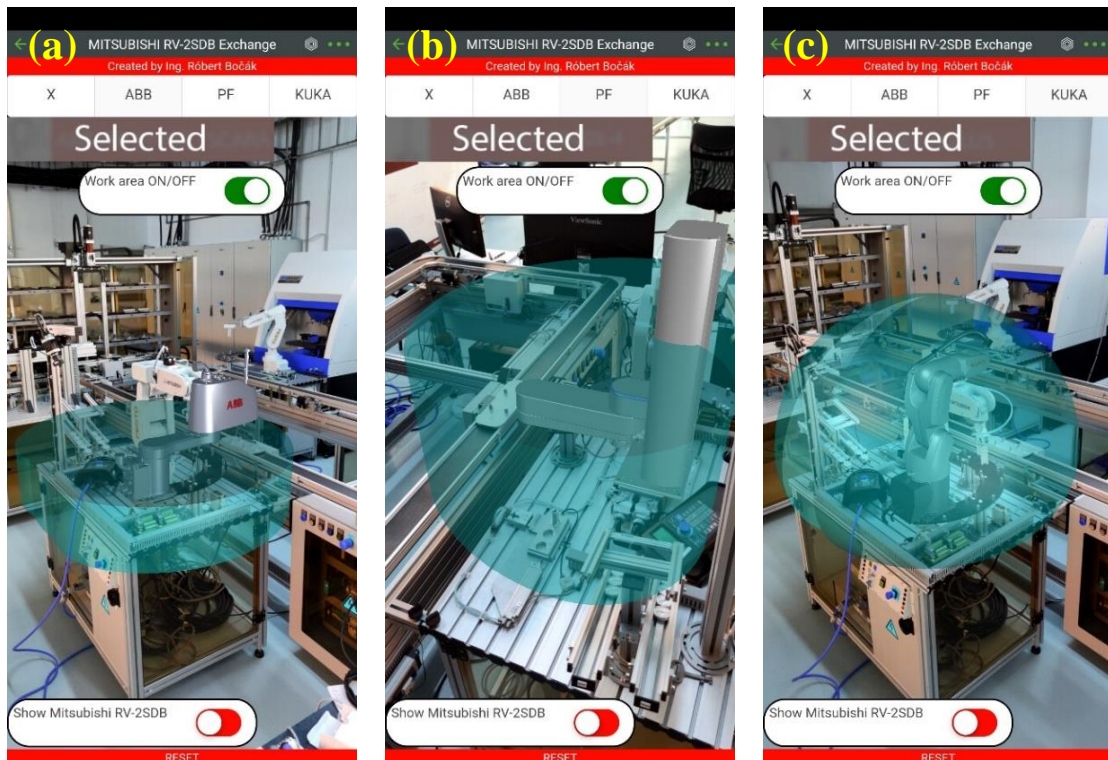 (a)
MITSUBISHI RV-2SDB Exchange
Created by Ing. Róbert Bočák
X ABB PF KUKA
Selected
Work area ON/OFF
ABB
Show Mitsubishi RV-2SDB
RESET
(b)
MITSUBISHI RV-2SDB Exchange
Created by Ing. Róbert Bočák
X ABB PF KUKA
Selected
Work area ON/OFF
ViewSonic
Show Mitsubishi RV-2SDB
RESET
(c)
MITSUBISHI RV-2SDB Exchange
Created by Ing. Róbert Bočák
X ABB PF KUKA
Selected
Work area ON/OFF
Show Mitsubishi RV-2SDB
RESET